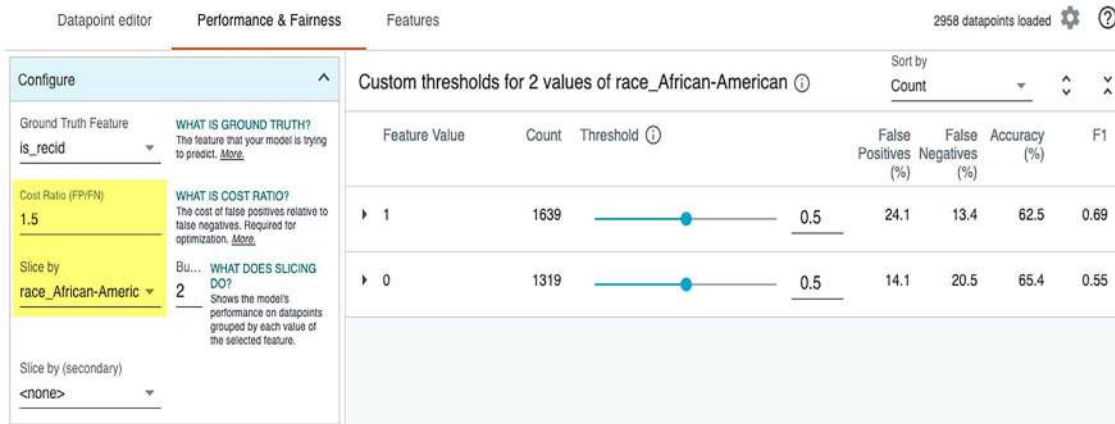 Datapoint editor Performance & Fairness Features 2958 datapoints loaded
Configure
Ground Truth Feature
is_recid
WHAT IS GROUND TRUTH?
The feature that your model is trying
to predict. More.
Cost Ratio (FP/FN)
1.5
WHAT IS COST RATIO?
The cost of false positives relative to
false negatives. Required for
optimization. More.
Slice by
race_African-Americ
Bu...
2
WHAT DOES SLICING
DO?
Shows the model's
performance on datapoints
grouped by each value of
the selected feature.
Slice by (secondary)
<none>
Custom thresholds for 2 values of race_African-American
Sort by
Count
Feature Value Count Threshold False Positives (%) False Negatives (%) Accuracy (%) F1
1 1639 0.5 24.1 13.4 62.5 0.69
0 1319 0.5 14.1 20.5 65.4 0.55